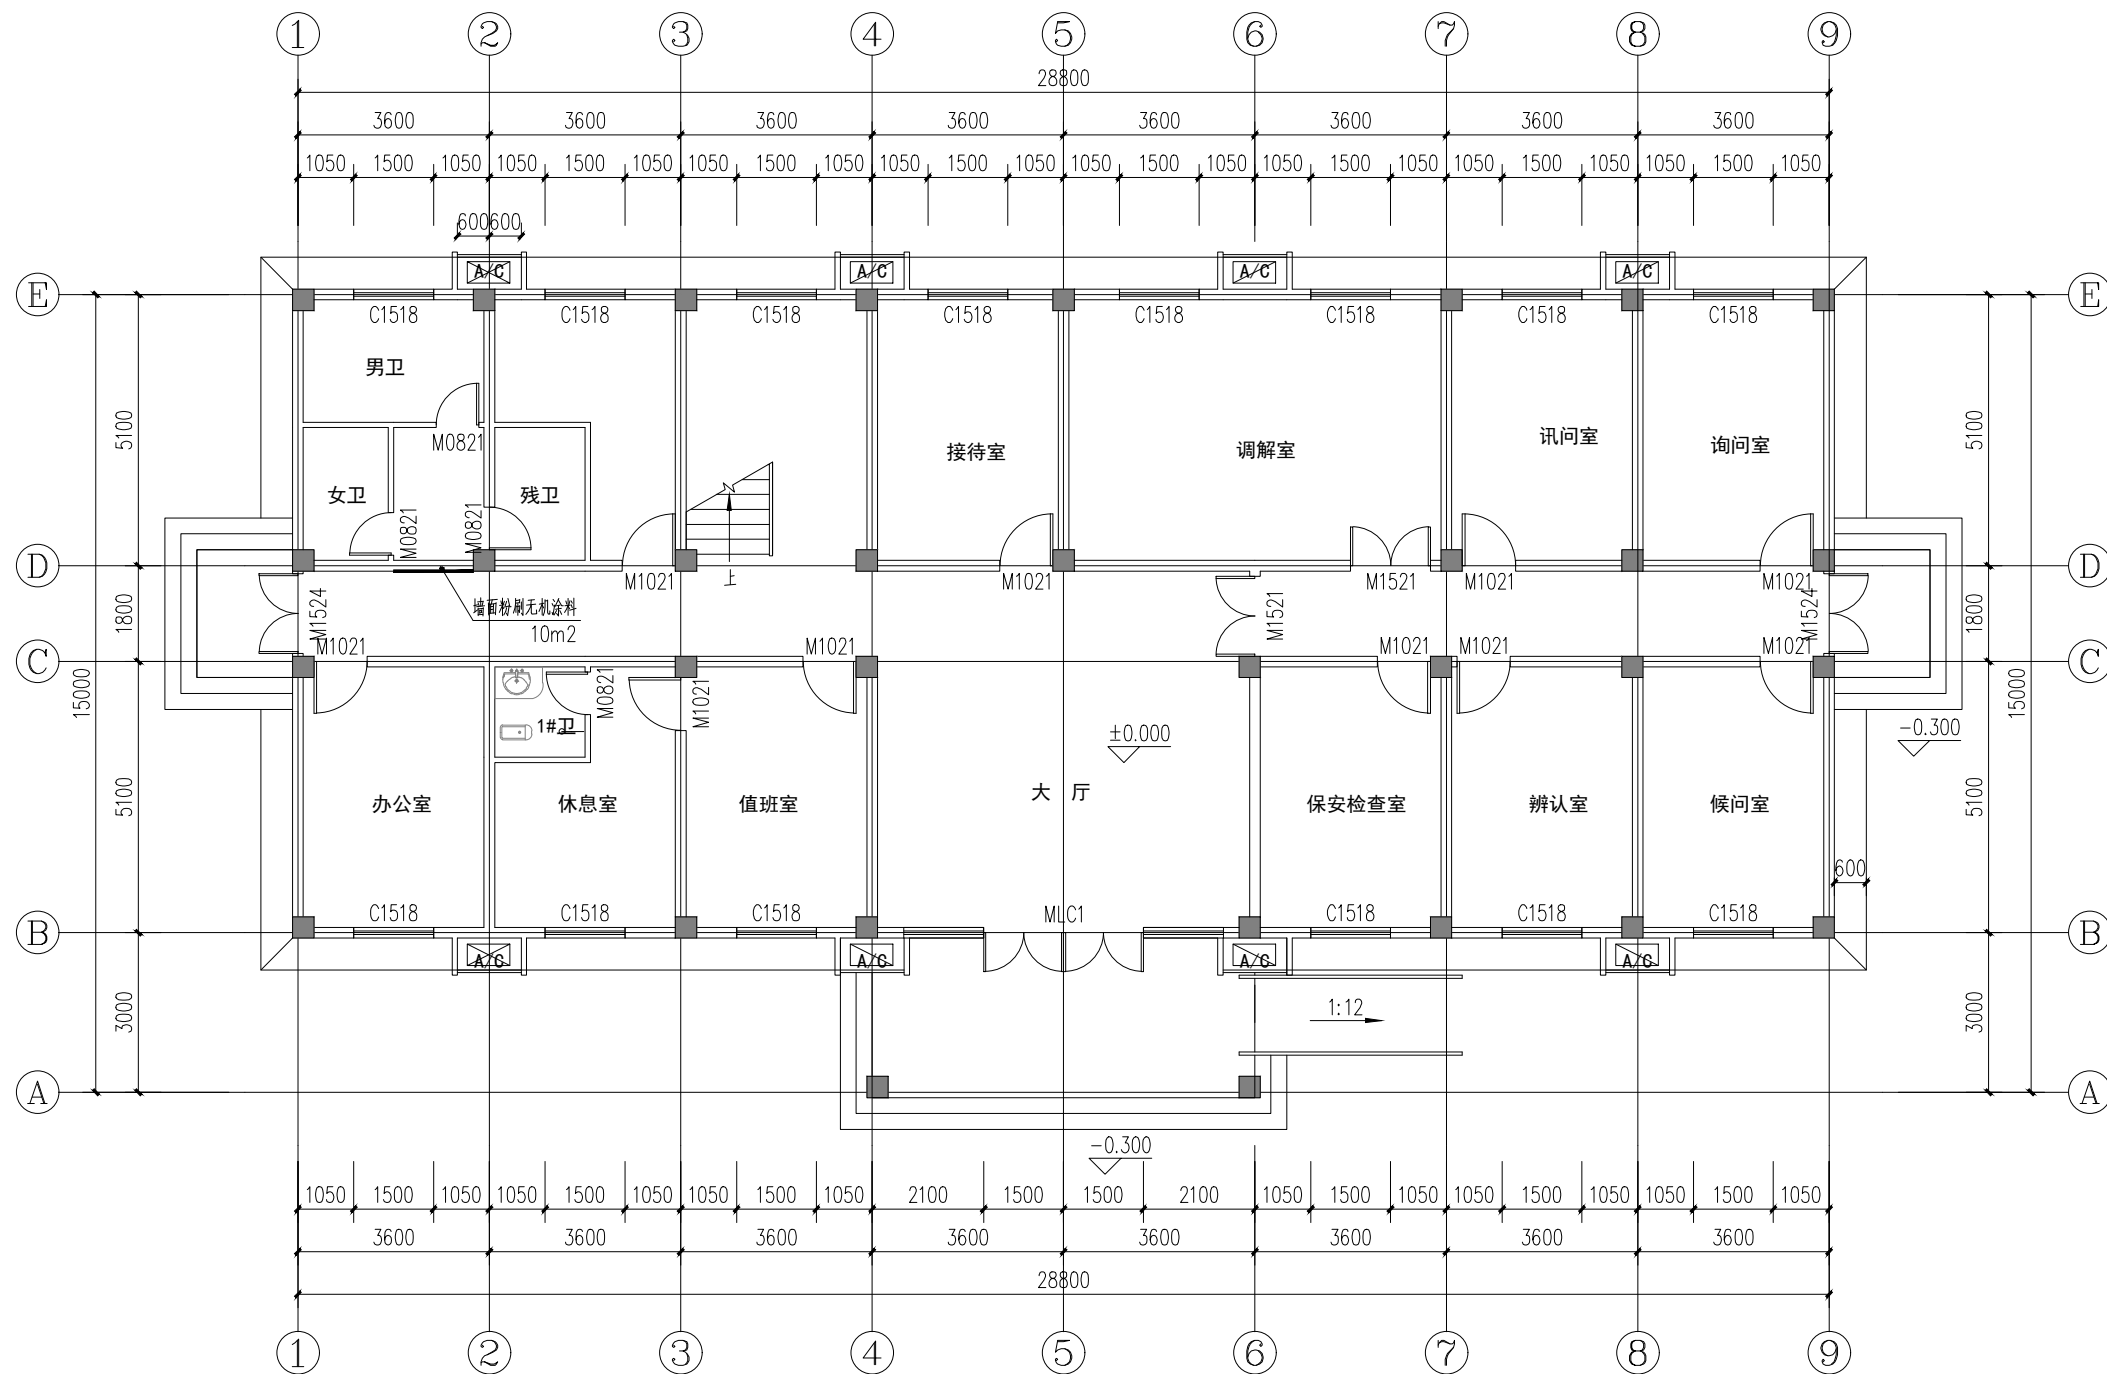 1 2 3 4 5 6 7 8 9
28800
3600 3600 3600 3600 3600 3600 3600 3600
1050 1500 1050 1050 1500 1050 1050 1500 1050 1050 1500 1050 1050 1500 1050 1050 1500 1050 1050 1500 1050 1050 1500 1050
600 600
A/C A/C A/C A/C
E E
C1518 C1518 C1518 C1518 C1518 C1518 C1518 C1518
男卫
5100 5100
M0821
接待室 调解室 讯问室 询问室
女卫 残卫
M0821 M0821
D D
上
M1021 M1021 M1521 M1021 M1021
墙面粉刷无机涂料
10m2
1800 M1524 M1521 M1524 1800
M1021 M1021 M1021 M1021 M1021
C C
15000 M0821 M1021 15000
1#卫
±0.000
-0.300
大 厅
5100 办公室 休息室 值班室 保安检查室 辨认室 候问室 5100
600
C1518 C1518 C1518 MLC1 C1518 C1518 C1518
B B
A/C A/C A/C A/C
3000 1:12 3000
A A
-0.300
1050 1500 1050 1050 1500 1050 1050 1500 1050 2100 1500 1500 2100 1050 1500 1050 1050 1500 1050 1050 1500 1050
3600 3600 3600 3600 3600 3600 3600 3600
28800
1 2 3 4 5 6 7 8 9